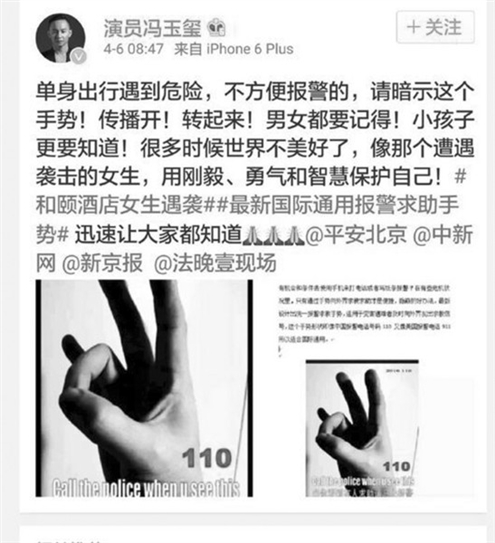 演员冯玉玺
4-6 08:47 来自 iPhone 6 Plus
+关注
单身出行遇到危险，不方便报警的，请暗示这个
手势！传播开！转起来！男女都要记得！小孩子
更要知道！很多时候世界不美好了，像那个遭遇
袭击的女生，用刚毅、勇气和智慧保护自己！#
和颐酒店女生遇袭##最新国际通用报警求助手
势# 迅速让大家都知道 @平安北京 @中新
网 @新京报 @法晚壹现场
110
Call the police when u see this
110
Call the police when u see this